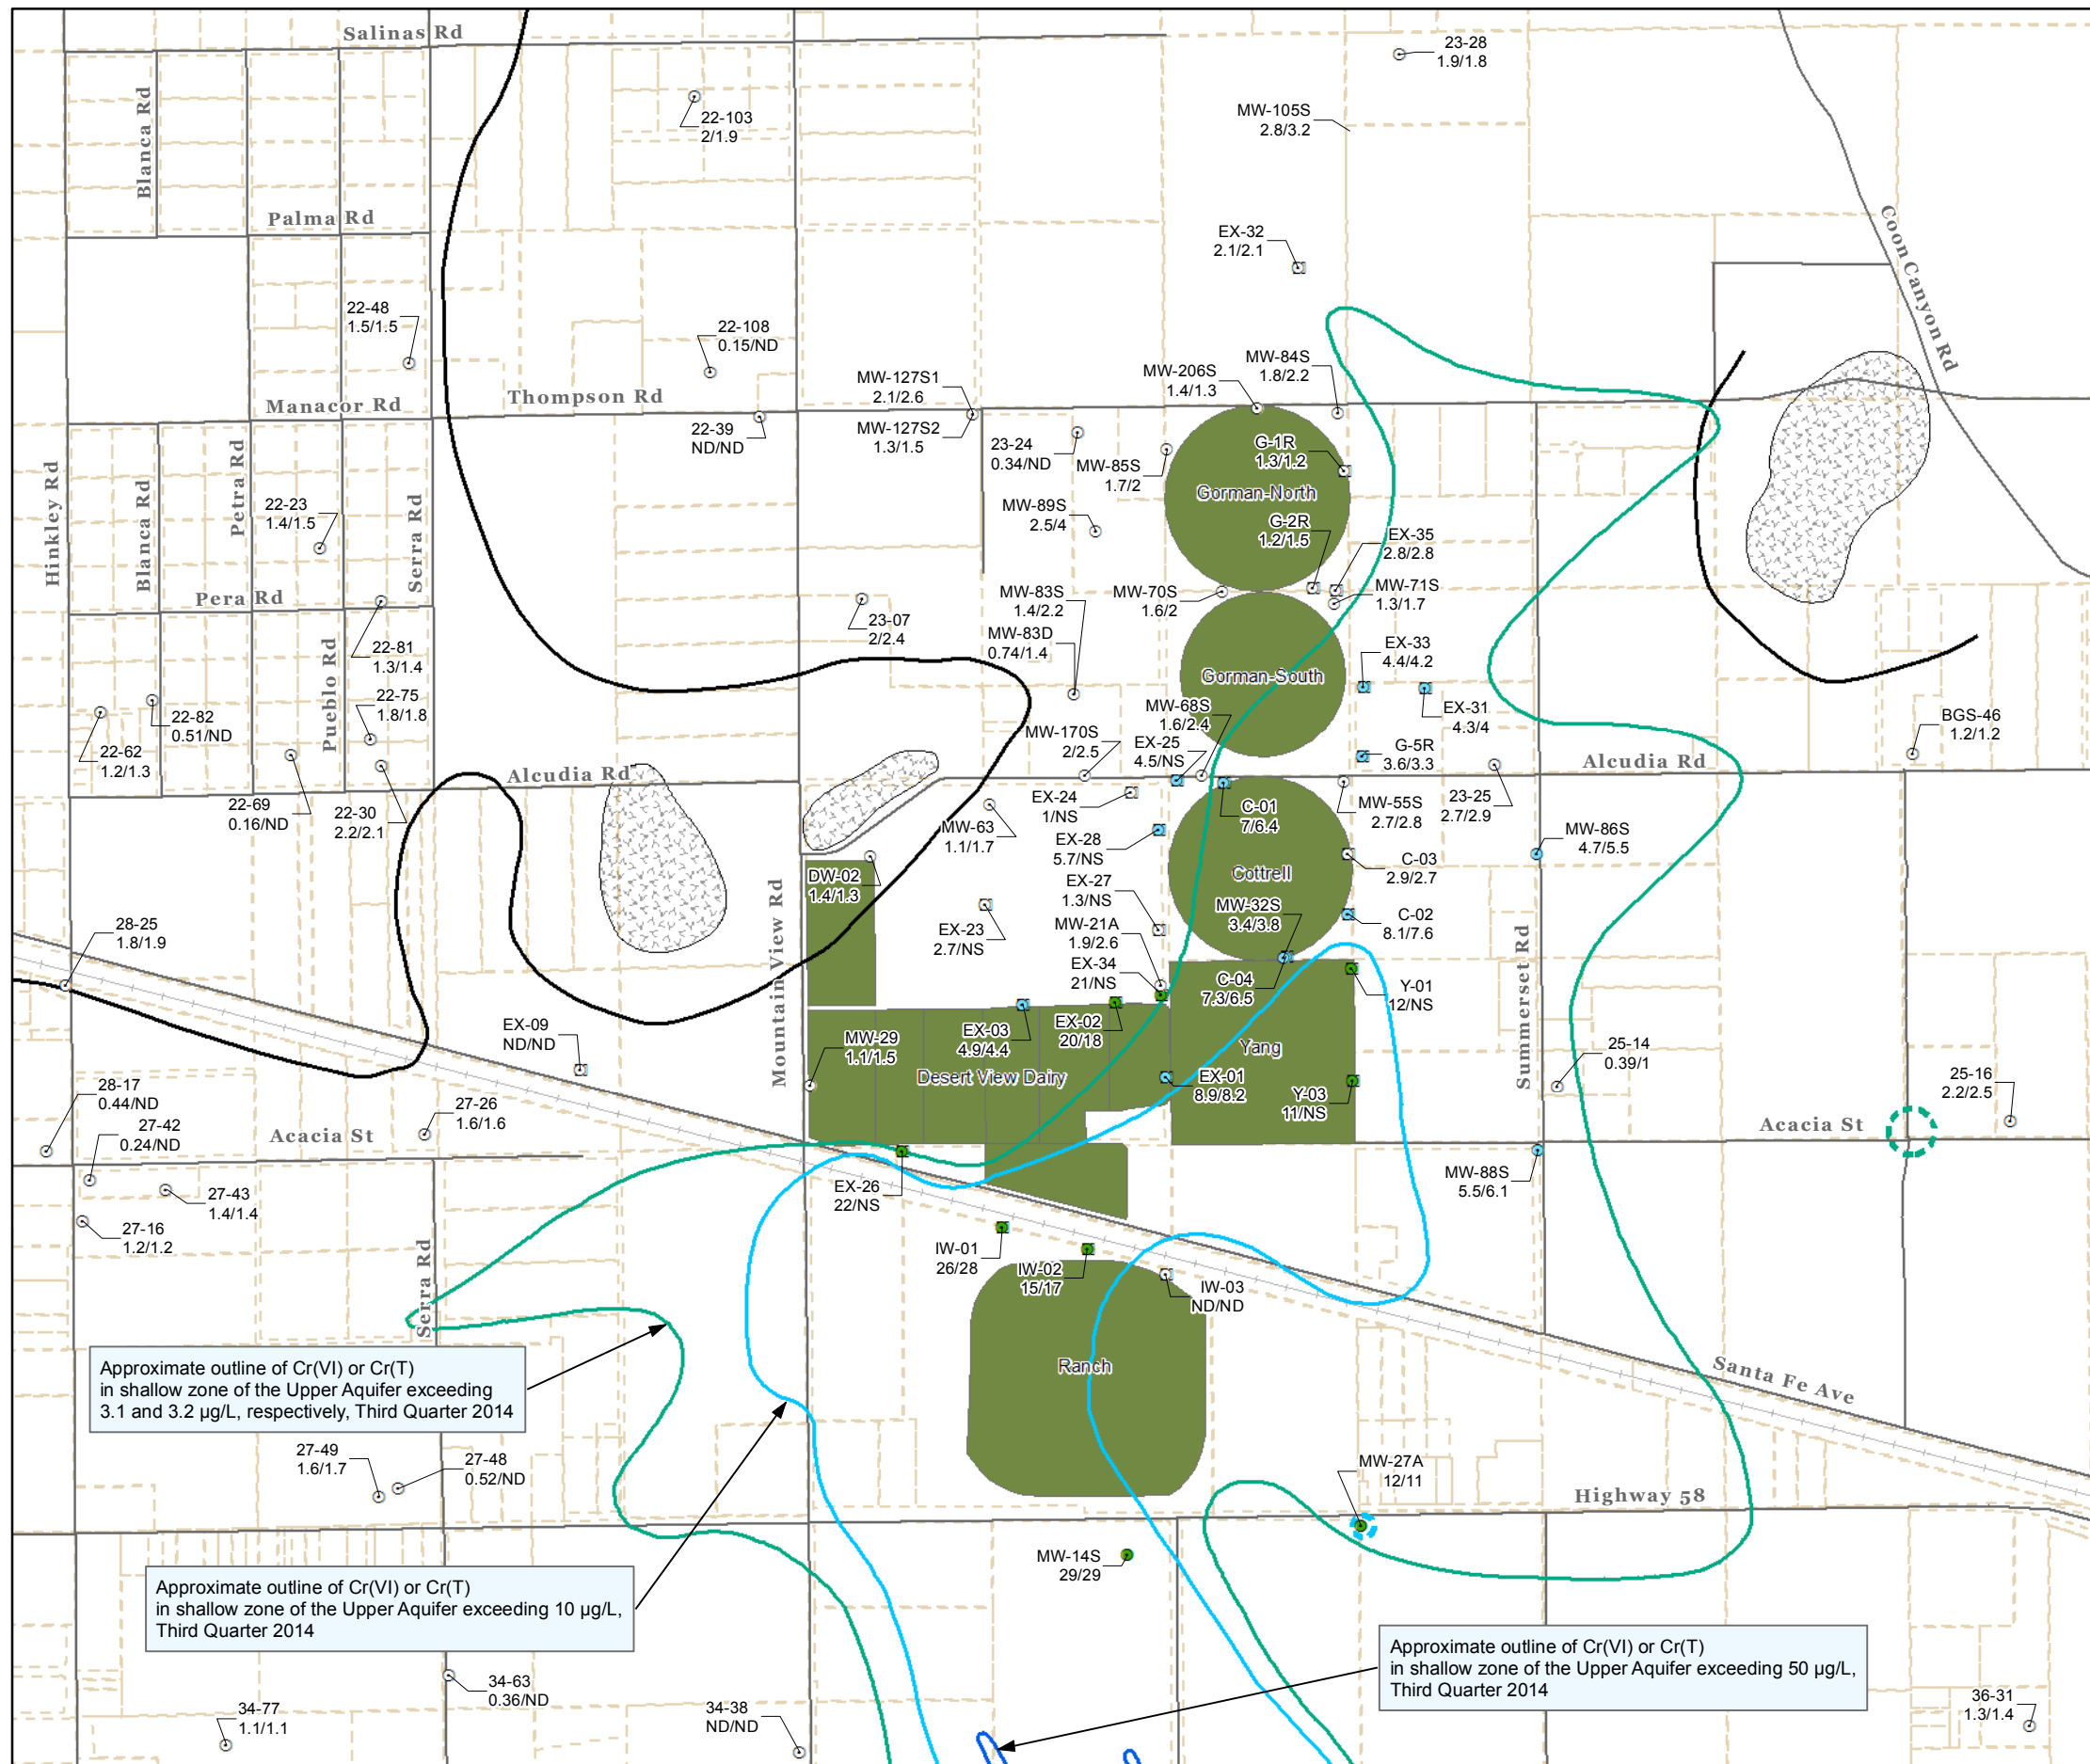 Salinas Rd
23-28
1.9/1.8
Blanca Rd
22-103
2/1.9
MW-105S
2.8/3.2
Palma Rd
Coon Canyon Rd
EX-32
2.1/2.1
22-48
1.5/1.5
22-108
0.15/ND
MW-84S
1.8/2.2
MW-206S
1.4/1.3
MW-127S1
2.1/2.6
Thompson Rd
Manacor Rd
22-39
ND/ND
MW-127S2
1.3/1.5
23-24
0.34/ND
G-1R
1.3/1.2
MW-85S
1.7/2
Hinkley Rd
Blanca Rd
Petra Rd
Serra Rd
Gorman-North
22-23
1.4/1.5
MW-89S
2.5/4
G-2R
1.2/1.5
EX-35
2.8/2.8
Pera Rd
MW-83S
1.4/2.2
MW-70S
1.6/2
MW-71S
1.3/1.7
23-07
2/2.4
MW-83D
0.74/1.4
22-81
1.3/1.4
Pueblo Rd
EX-33
4.4/4.2
Gorman-South
22-75
1.8/1.8
22-82
0.51/ND
22-62
1.2/1.3
MW-68S
1.6/2.4
EX-31
4.3/4
BGS-46
1.2/1.2
MW-170S
2/2.5
EX-25
4.5/NS
G-5R
3.6/3.3
Alcudia Rd
Alcudia Rd
22-69
0.16/ND
22-30
2.2/2.1
EX-24
1/NS
C-01
7/6.4
MW-55S
2.7/2.8
23-25
2.7/2.9
MW-63
1.1/1.7
EX-28
5.7/NS
MW-86S
4.7/5.5
DW-02
1.4/1.3
EX-27
1.3/NS
Cottrell
C-03
2.9/2.7
Mountain View Rd
MW-32S
3.4/3.8
C-02
8.1/7.6
28-25
1.8/1.9
EX-23
2.7/NS
MW-21A
1.9/2.6
EX-34
21/NS
C-04
7.3/6.5
Y-01
12/NS
Summerset Rd
EX-09
ND/ND
MW-29
1.1/1.5
EX-03
4.9/4.4
EX-02
20/18
Yang
25-14
0.39/1
Desert View Dairy
EX-01
8.9/8.2
Y-03
11/NS
28-17
0.44/ND
25-16
2.2/2.5
27-26
1.6/1.6
27-42
0.24/ND
Acacia St
Acacia St
MW-88S
5.5/6.1
27-43
1.4/1.4
EX-26
22/NS
27-16
1.2/1.2
Serra Rd
IW-01
26/28
IW-02
15/17
IW-03
ND/ND
Approximate outline of Cr(VI) or Cr(T)
in shallow zone of the Upper Aquifer exceeding
3.1 and 3.2 µg/L, respectively, Third Quarter 2014
Ranch
Santa Fe Ave
27-49
1.6/1.7
27-48
0.52/ND
MW-27A
12/11
Highway 58
MW-14S
29/29
Approximate outline of Cr(VI) or Cr(T)
in shallow zone of the Upper Aquifer exceeding 10 µg/L,
Third Quarter 2014
Approximate outline of Cr(VI) or Cr(T)
in shallow zone of the Upper Aquifer exceeding 50 µg/L,
Third Quarter 2014
34-63
0.36/ND
34-77
1.1/1.1
34-38
ND/ND
36-31
1.3/1.4